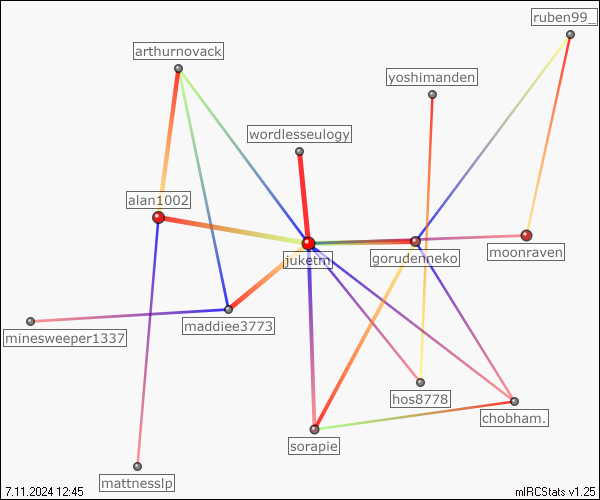 ruben99_
arthurnovack
yoshimanden
wordlesseulogy
alan1002
moonraven
juketmi
gorudenneko
maddiee3773
minesweeper1337
hos8778
chobham.
sorapie
mattnesslp
7.11.2024 12:45
mIRCStats v1.25